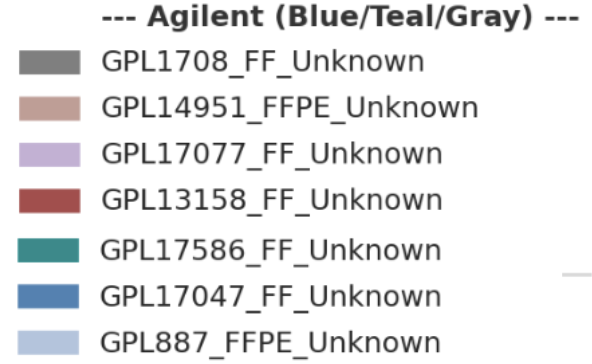 --- Agilent (Blue/Teal/Gray) ---
GPL1708_FF_Unknown
GPL14951_FFPE_Unknown
GPL17077_FF_Unknown
GPL13158_FF_Unknown
GPL17586_FF_Unknown
GPL17047_FF_Unknown
GPL887_FFPE_Unknown